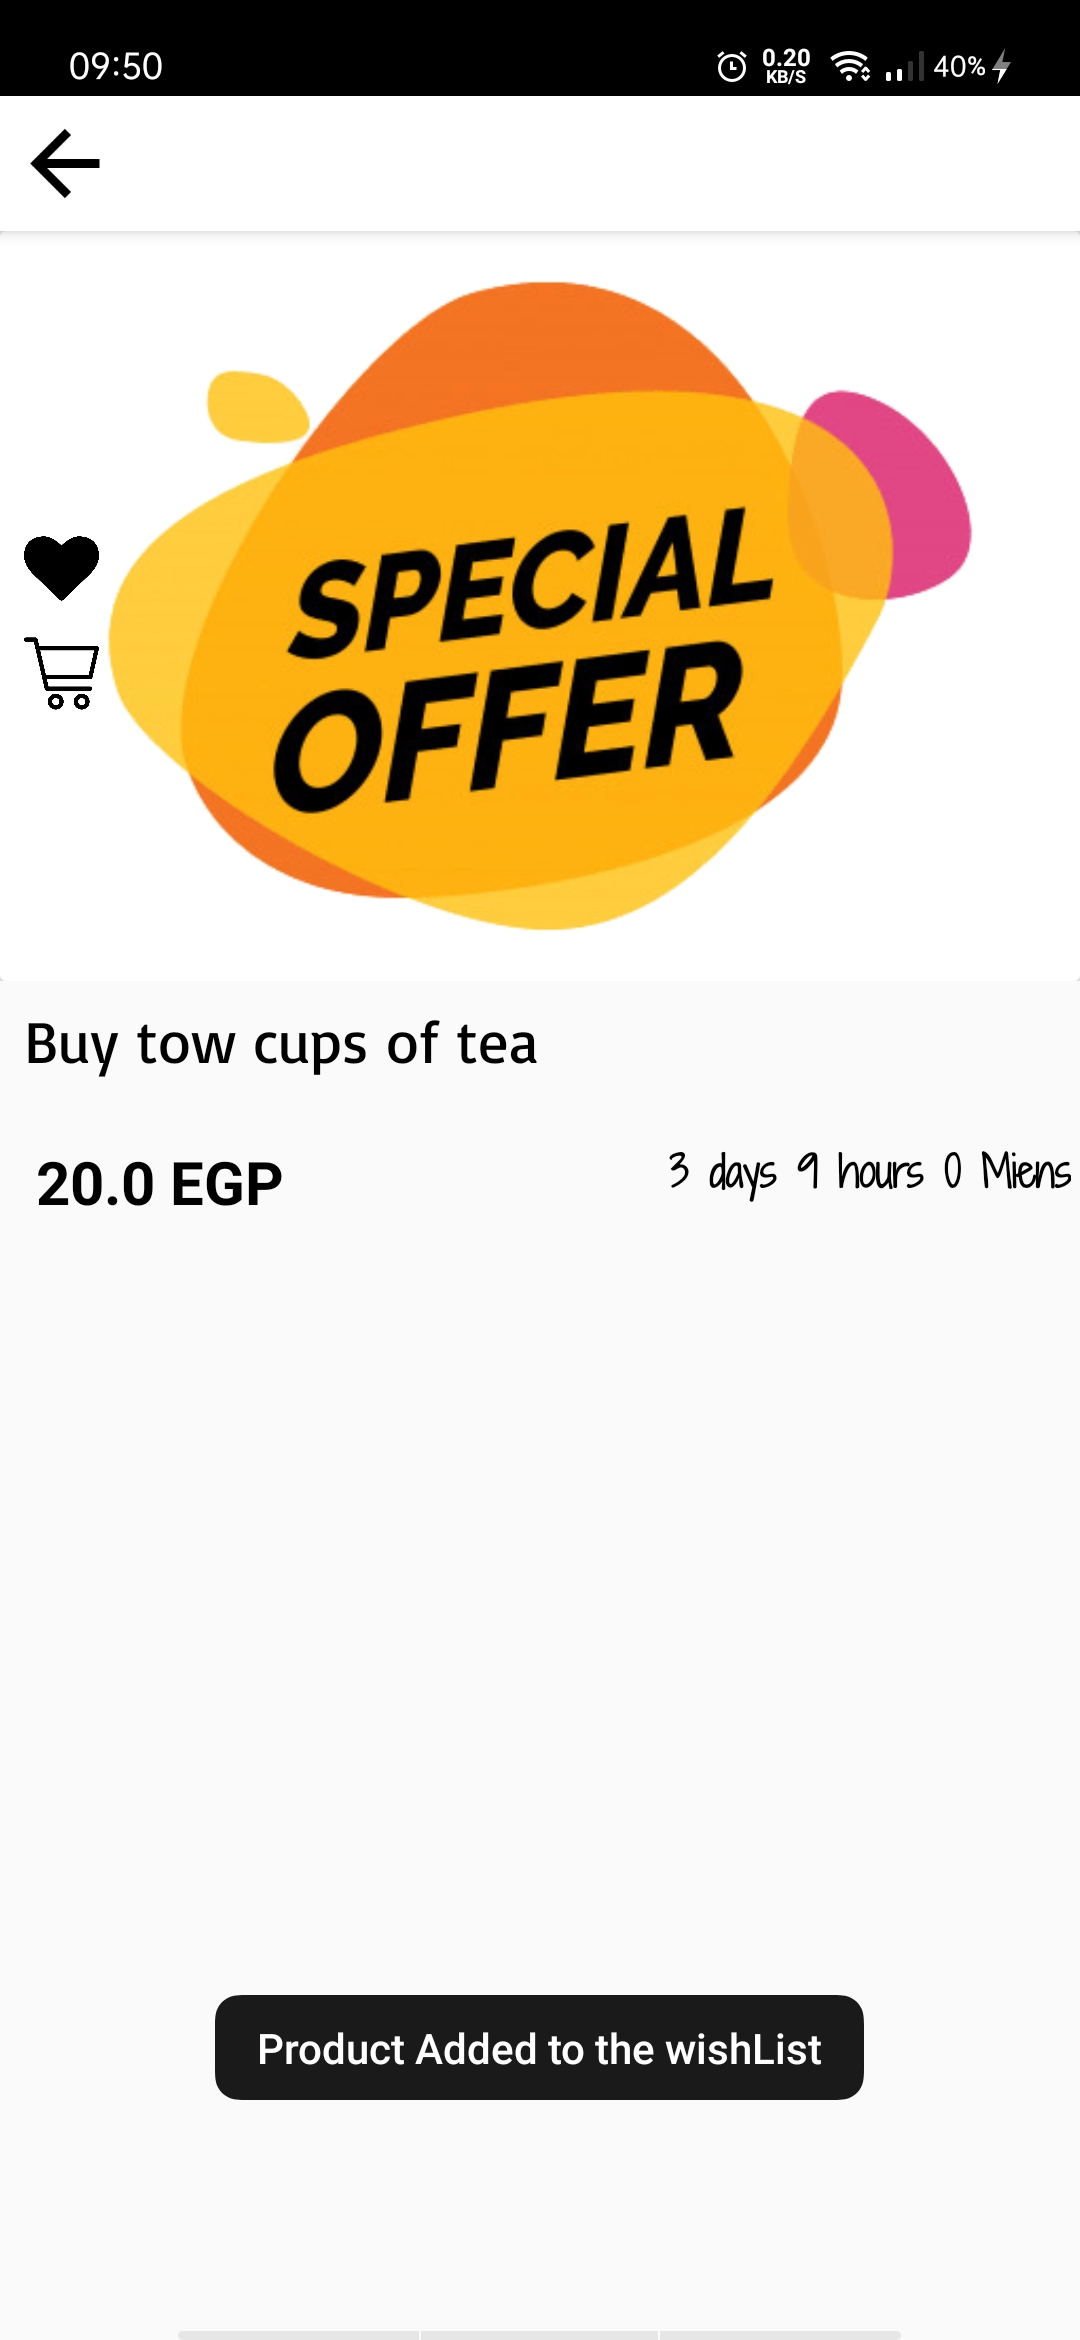 09:50
0.20
KB/S
40%
SPECIAL
OFFER
Buy tow cups of tea
20.0 EGP
3 days 9 hours 0 Miens
Product Added to the wishList